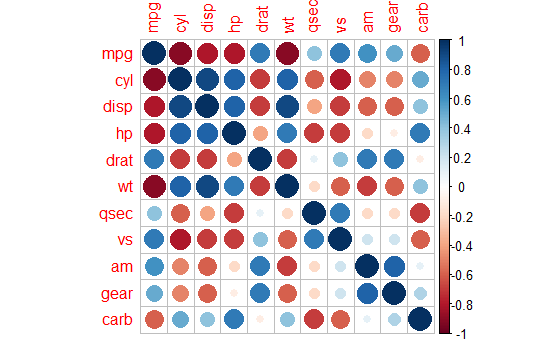 mpg cyl disp hp drat wt qsec vs am gear carb
mpg
cyl
disp
hp
drat
wt
qsec
vs
am
gear
carb
1
0.8
0.6
0.4
0.2
0
-0.2
-0.4
-0.6
-0.8
-1